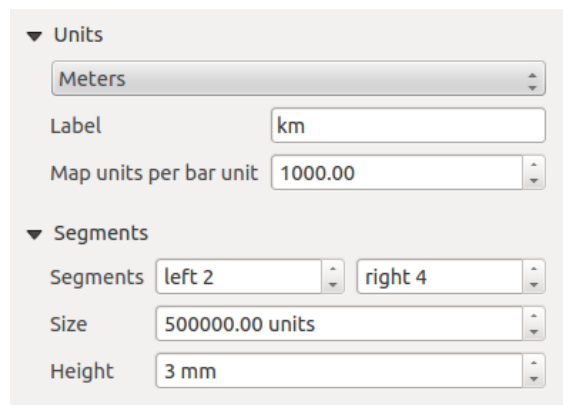 Units
Meters
Label km
Map units per bar unit 1000.00
Segments
Segments left 2 right 4
Size 500000.00 units
Height 3 mm